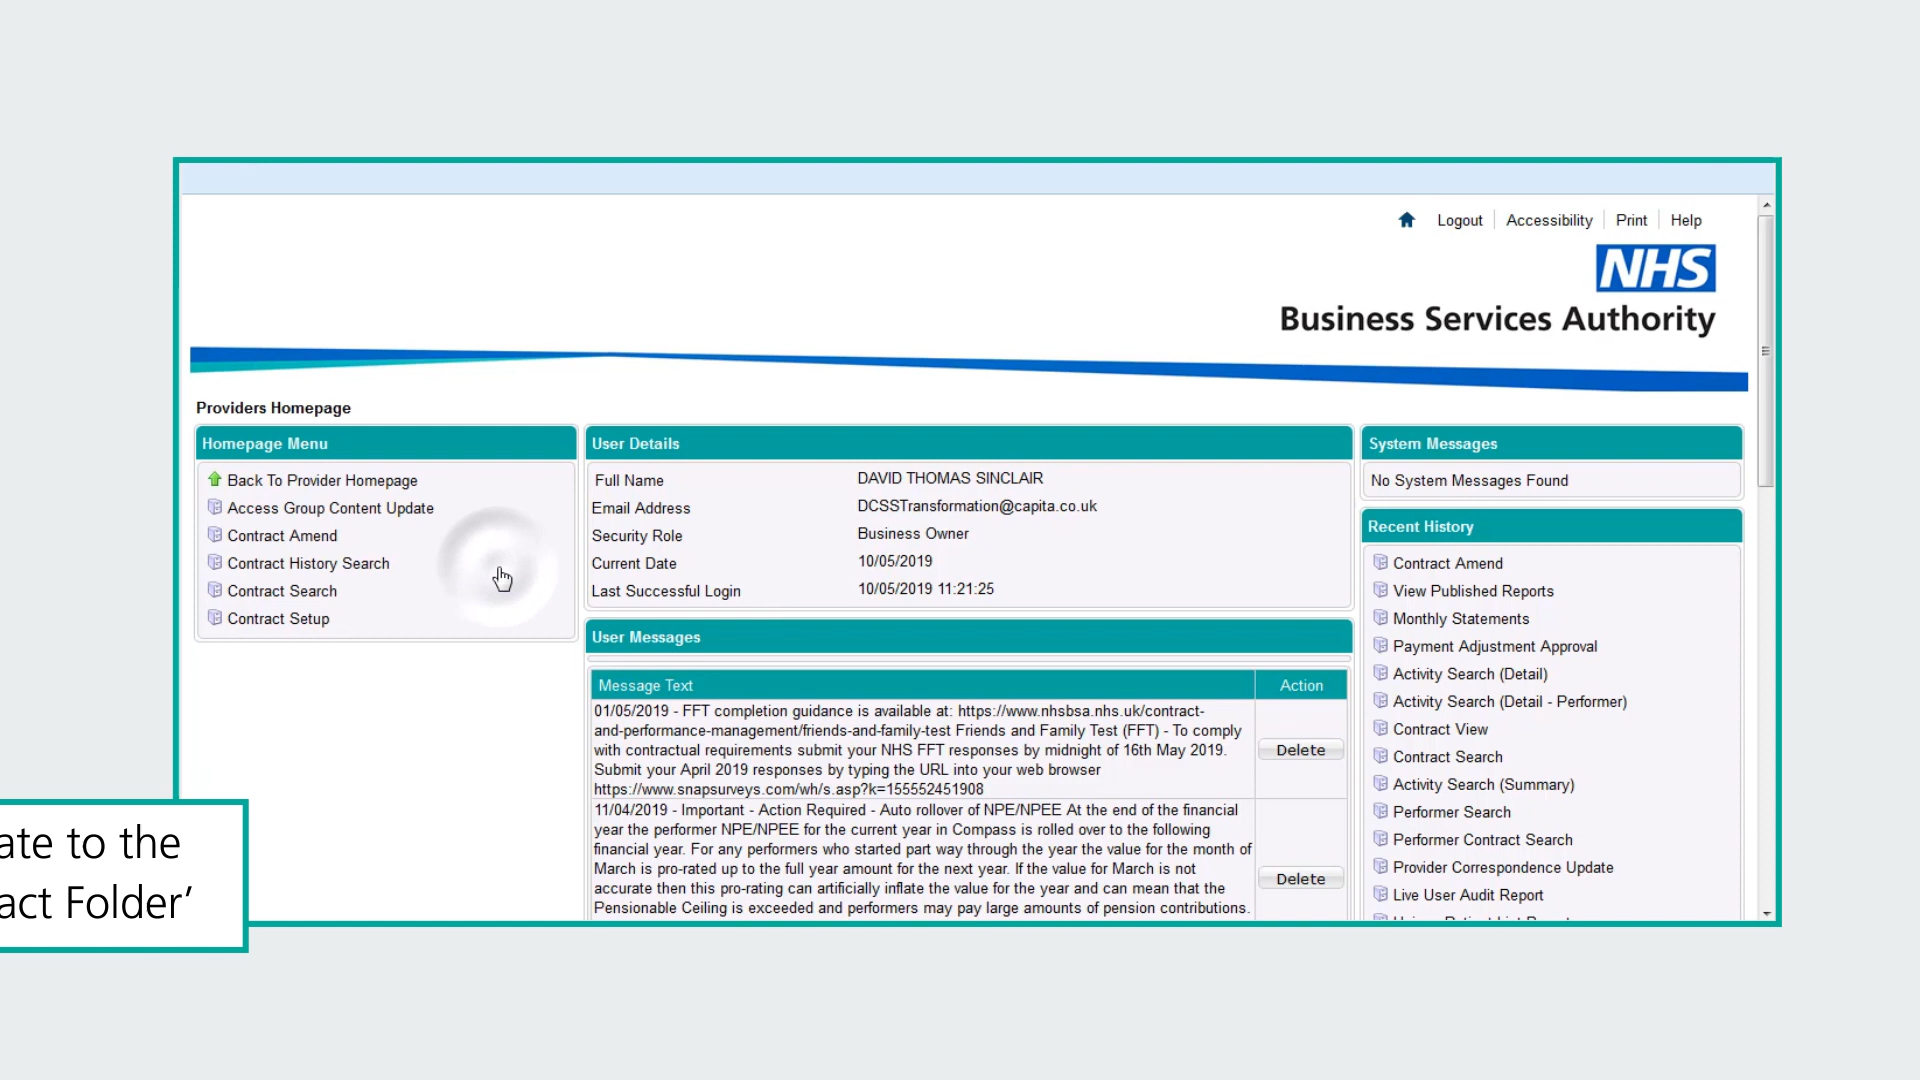 Logout
Accessibility
Print
Help
NHS
Business Services Authority
Providers Homepage
Homepage Menu
Back To Provider Homepage
Access Group Content Update
Contract Amend
Contract History Search
Contract Search
Contract Setup
User Details
Full Name DAVID THOMAS SINCLAIR
Email Address DCSSTransformation@capita.co.uk
Security Role Business Owner
Current Date 10/05/2019
Last Successful Login 10/05/2019 11:21:25
User Messages
Message Text Action
01/05/2019 - FFT completion guidance is available at: https://www.nhsbsa.nhs.uk/contract-
and-performance-management/friends-and-family-test Friends and Family Test (FFT) - To comply
with contractual requirements submit your NHS FFT responses by midnight of 16th May 2019.
Submit your April 2019 responses by typing the URL into your web browser
https://www.snapsurveys.com/wh/s.asp?k=155552451908
Delete
11/04/2019 - Important - Action Required - Auto rollover of NPE/NPEE At the end of the financial
year the performer NPE/NPEE for the current year in Compass is rolled over to the following
financial year. For any performers who started part way through the year the value for the month of
March is pro-rated up to the full year amount for the next year. If the value for March is not
accurate then this pro-rating can artificially inflate the value for the year and can mean that the
Pensionable Ceiling is exceeded and performers may pay large amounts of pension contributions.
Delete
System Messages
No System Messages Found
Recent History
Contract Amend
View Published Reports
Monthly Statements
Payment Adjustment Approval
Activity Search (Detail)
Activity Search (Detail - Performer)
Contract View
Contract Search
Activity Search (Summary)
Performer Search
Performer Contract Search
Provider Correspondence Update
Live User Audit Report
ate to the
act Folder’